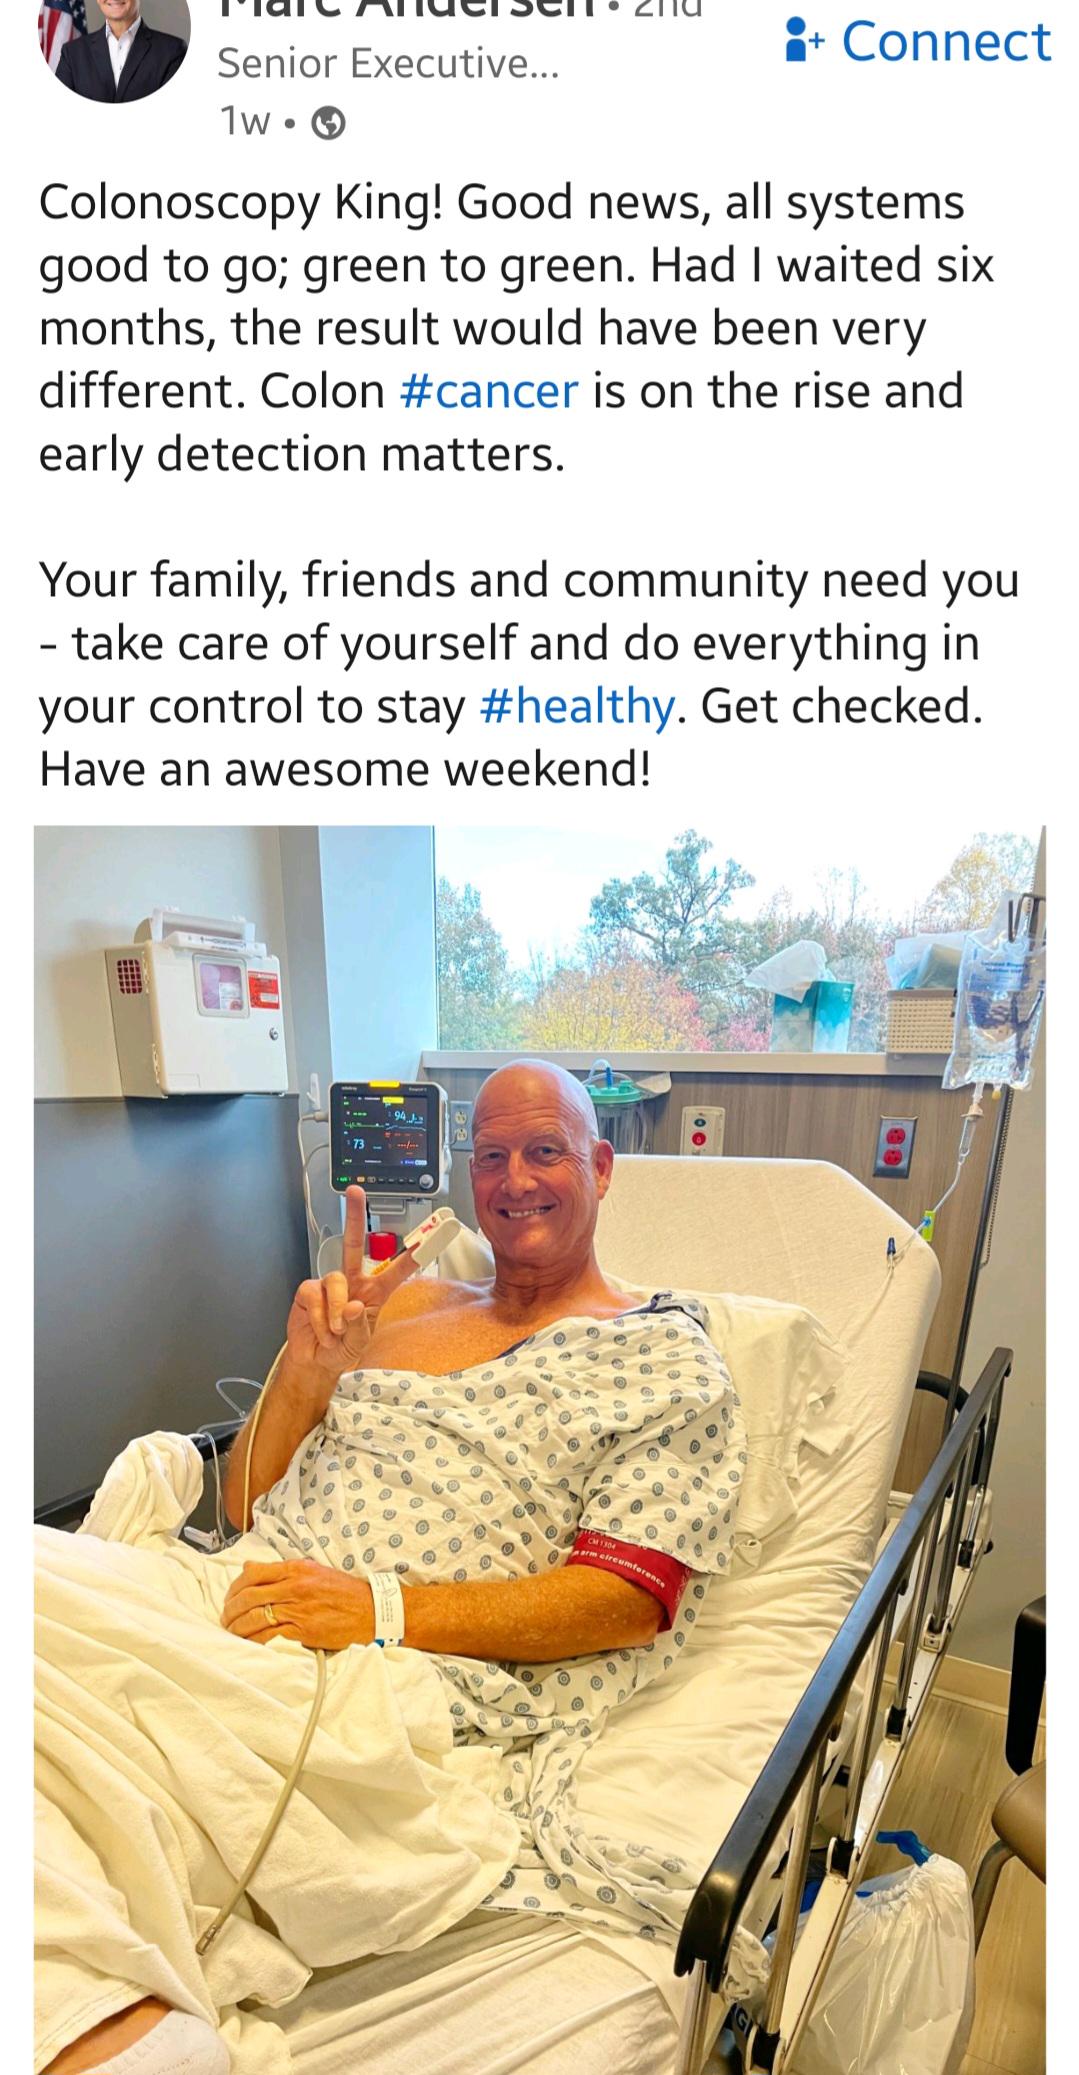 Marc Andersen • 2nd
Connect
Senior Executive...
1w •
Colonoscopy King! Good news, all systems
good to go; green to green. Had I waited six
months, the result would have been very
different. Colon #cancer is on the rise and
early detection matters.
Your family, friends and community need you
- take care of yourself and do everything in
your control to stay #healthy. Get checked.
Have an awesome weekend!
94
73
CM 1304
arm circumference